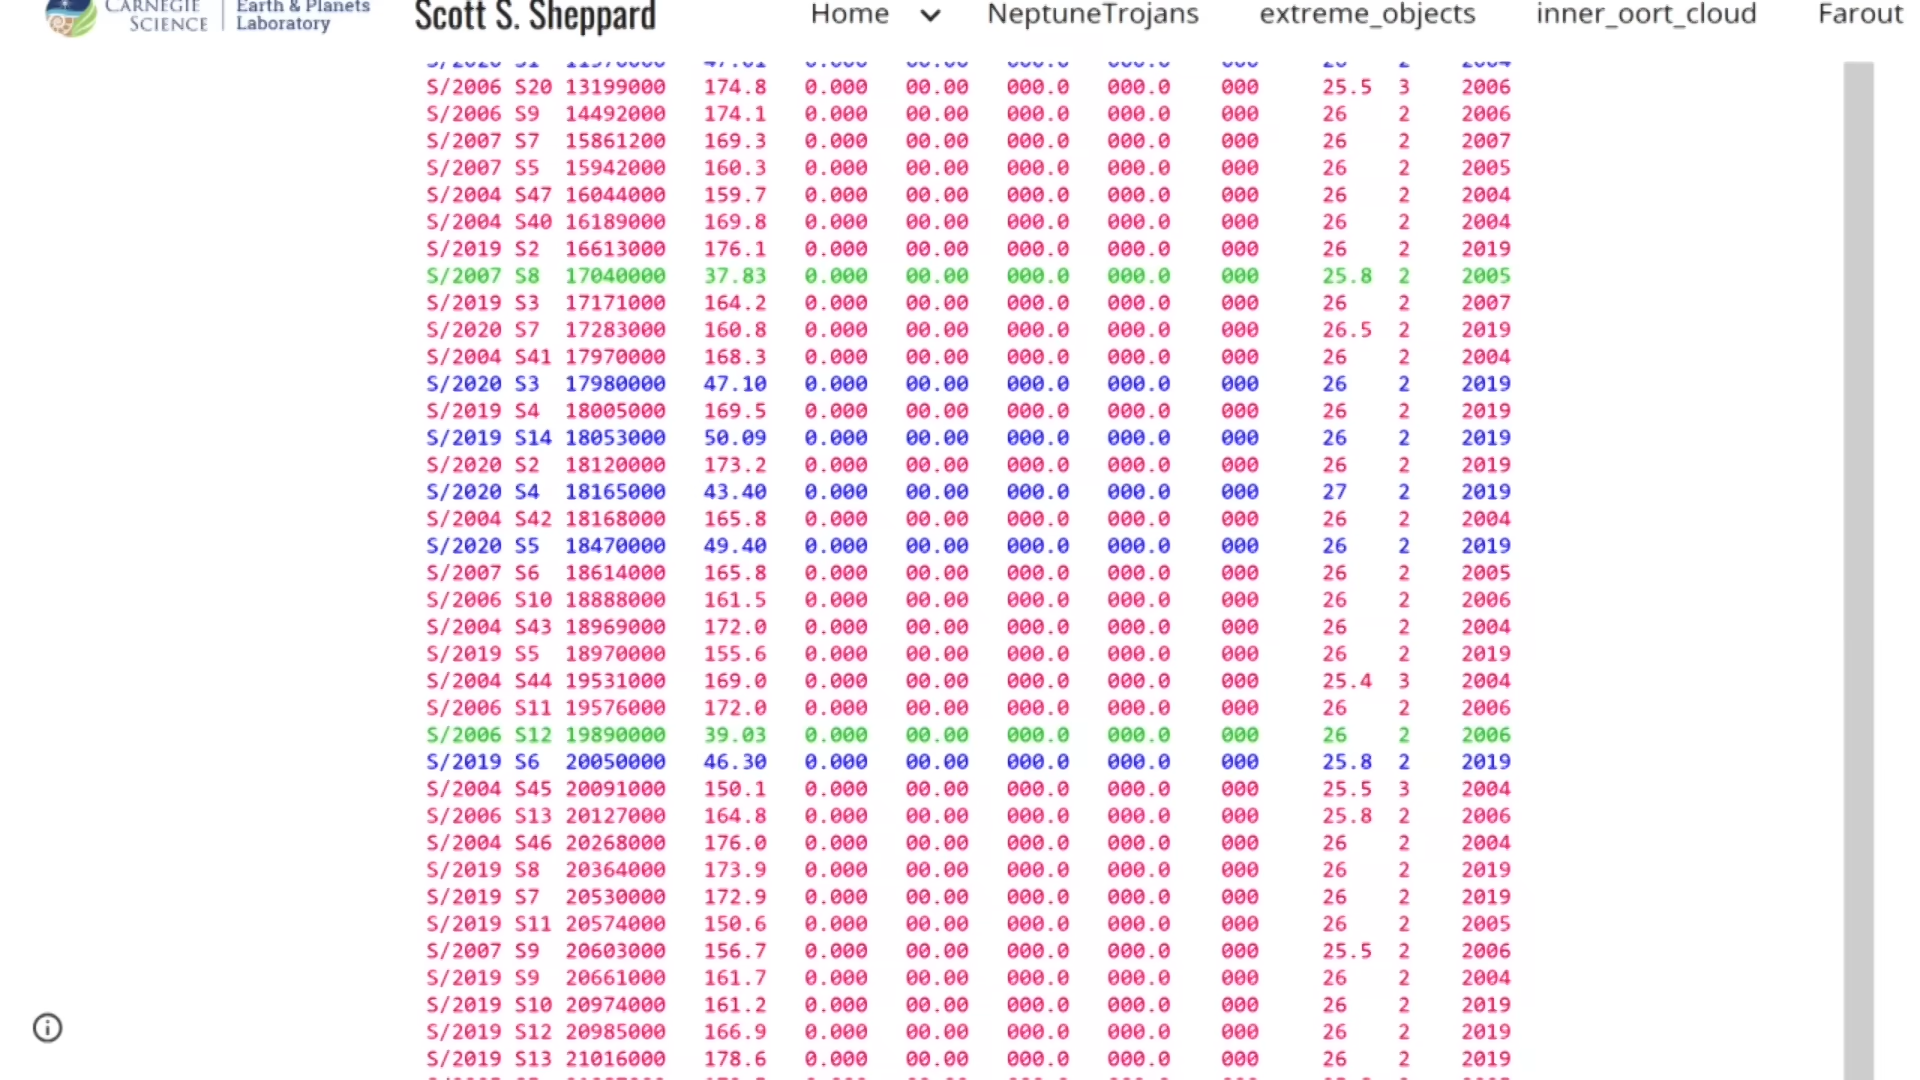 CARNEGIE
SCIENCE
Earth & Planets
Laboratory
Scott S. Sheppard
Home
NeptuneTrojans
extreme_objects
inner_oort_cloud
Farout
S/2006 S20 13199000 174.8 0.000 00.00 000.0 000.0 000 25.5 3 2006
S/2006 S9 14492000 174.1 0.000 00.00 000.0 000.0 000 26 2 2006
S/2007 S7 15861200 169.3 0.000 00.00 000.0 000.0 000 26 2 2007
S/2007 S5 15942000 160.3 0.000 00.00 000.0 000.0 000 26 2 2005
S/2004 S47 16044000 159.7 0.000 00.00 000.0 000.0 000 26 2 2004
S/2004 S40 16189000 169.8 0.000 00.00 000.0 000.0 000 26 2 2004
S/2019 S2 16613000 176.1 0.000 00.00 000.0 000.0 000 26 2 2019
S/2007 S8 17040000 37.83 0.000 00.00 000.0 000.0 000 25.8 2 2005
S/2019 S3 17171000 164.2 0.000 00.00 000.0 000.0 000 26 2 2007
S/2020 S7 17283000 160.8 0.000 00.00 000.0 000.0 000 26.5 2 2019
S/2004 S41 17970000 168.3 0.000 00.00 000.0 000.0 000 26 2 2004
S/2020 S3 17980000 47.10 0.000 00.00 000.0 000.0 000 26 2 2019
S/2019 S4 18005000 169.5 0.000 00.00 000.0 000.0 000 26 2 2019
S/2019 S14 18053000 50.09 0.000 00.00 000.0 000.0 000 26 2 2019
S/2020 S2 18120000 173.2 0.000 00.00 000.0 000.0 000 26 2 2019
S/2020 S4 18165000 43.40 0.000 00.00 000.0 000.0 000 27 2 2019
S/2004 S42 18168000 165.8 0.000 00.00 000.0 000.0 000 26 2 2004
S/2020 S5 18470000 49.40 0.000 00.00 000.0 000.0 000 26 2 2019
S/2007 S6 18614000 165.8 0.000 00.00 000.0 000.0 000 26 2 2005
S/2006 S10 18888000 161.5 0.000 00.00 000.0 000.0 000 26 2 2006
S/2004 S43 18969000 172.0 0.000 00.00 000.0 000.0 000 26 2 2004
S/2019 S5 18970000 155.6 0.000 00.00 000.0 000.0 000 26 2 2019
S/2004 S44 19531000 169.0 0.000 00.00 000.0 000.0 000 25.4 3 2004
S/2006 S11 19576000 172.0 0.000 00.00 000.0 000.0 000 26 2 2006
S/2006 S12 19890000 39.03 0.000 00.00 000.0 000.0 000 26 2 2006
S/2019 S6 20050000 46.30 0.000 00.00 000.0 000.0 000 25.8 2 2019
S/2004 S45 20091000 150.1 0.000 00.00 000.0 000.0 000 25.5 3 2004
S/2006 S13 20127000 164.8 0.000 00.00 000.0 000.0 000 25.8 2 2006
S/2004 S46 20268000 176.0 0.000 00.00 000.0 000.0 000 26 2 2004
S/2019 S8 20364000 173.9 0.000 00.00 000.0 000.0 000 26 2 2019
S/2019 S7 20530000 172.9 0.000 00.00 000.0 000.0 000 26 2 2019
S/2019 S11 20574000 150.6 0.000 00.00 000.0 000.0 000 26 2 2005
S/2007 S9 20603000 156.7 0.000 00.00 000.0 000.0 000 25.5 2 2006
S/2019 S9 20661000 161.7 0.000 00.00 000.0 000.0 000 26 2 2004
S/2019 S10 20974000 161.2 0.000 00.00 000.0 000.0 000 26 2 2019
S/2019 S12 20985000 166.9 0.000 00.00 000.0 000.0 000 26 2 2019
S/2019 S13 21016000 178.6 0.000 00.00 000.0 000.0 000 26 2 2019